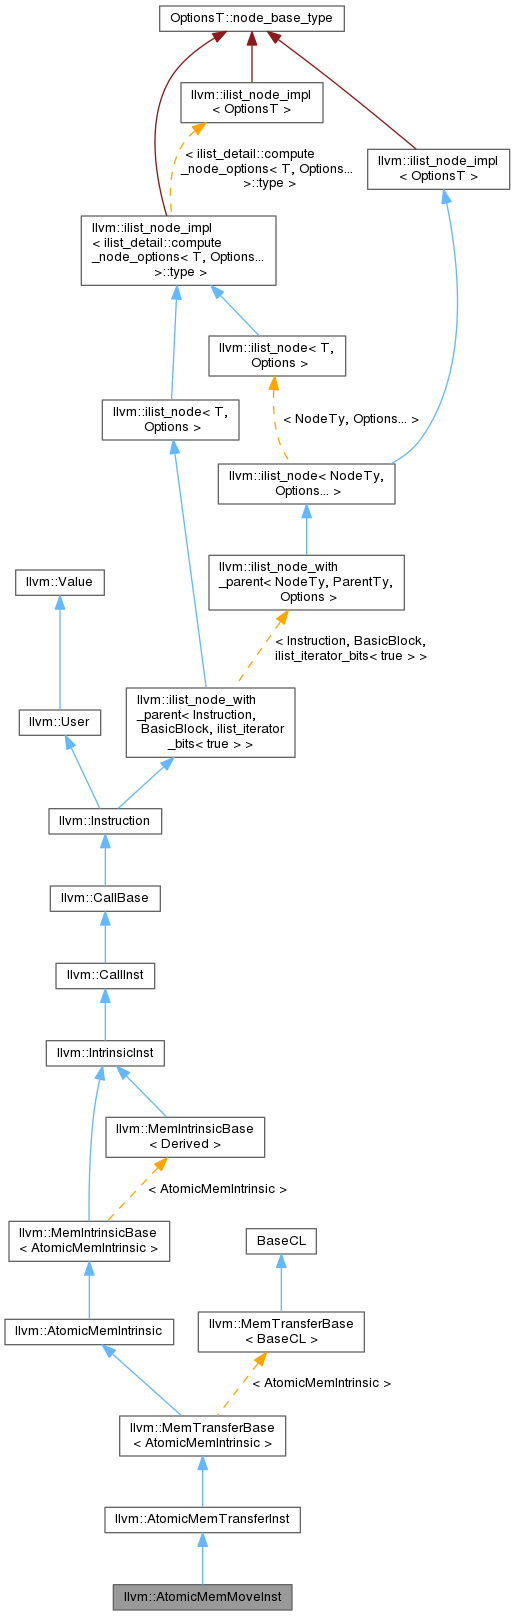 OptionsT::node_base_type
llvm::ilist_node_impl
< OptionsT >
< ilist_detail::compute
_node_options< T, Options...
>::type >
llvm::ilist_node_impl
< OptionsT >
llvm::ilist_node_impl
< ilist_detail::compute
_node_options< T, Options...
>::type >
llvm::ilist_node< T,
Options >
llvm::ilist_node< T,
Options >
< NodeTy, Options... >
llvm::ilist_node< NodeTy,
Options... >
llvm::ilist_node_with
_parent< NodeTy, ParentTy,
Options >
llvm::Value
< Instruction, BasicBlock,
ilist_iterator_bits< true > >
llvm::User
llvm::ilist_node_with
_parent< Instruction,
BasicBlock, ilist_iterator
_bits< true > >
llvm::Instruction
llvm::CallBase
llvm::CallInst
llvm::IntrinsicInst
llvm::MemIntrinsicBase
< Derived >
< AtomicMemIntrinsic >
llvm::MemIntrinsicBase
< AtomicMemIntrinsic >
BaseCL
llvm::AtomicMemIntrinsic
llvm::MemTransferBase
< BaseCL >
< AtomicMemIntrinsic >
llvm::MemTransferBase
< AtomicMemIntrinsic >
llvm::AtomicMemTransferInst
llvm::AtomicMemMoveInst